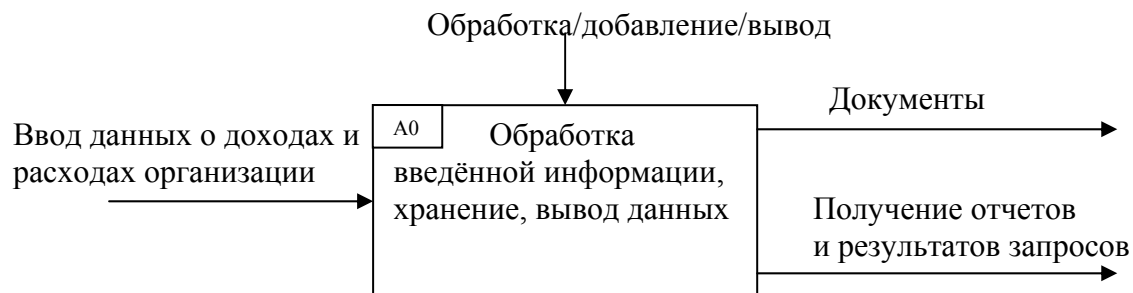 Обработка/добавление/вывод
Документы
Ввод данных о доходах и
расходах организации
A0
Обработка
введённой информации,
хранение, вывод данных
Получение отчетов
и результатов запросов